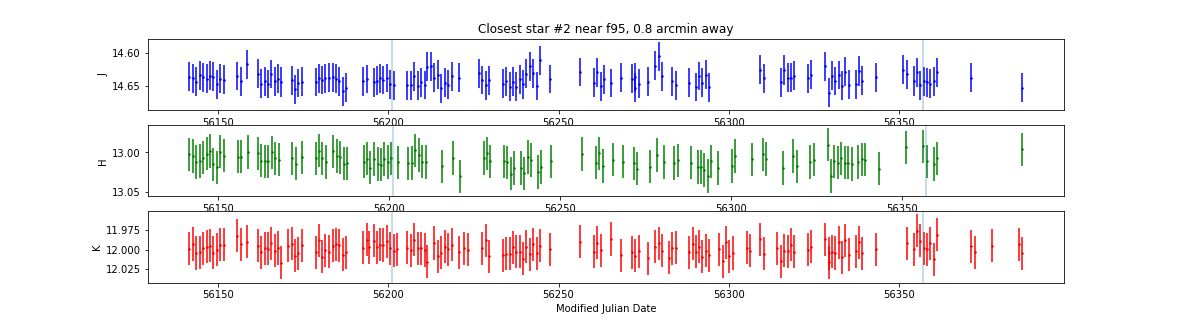 Closest star #2 near f95, 0.8 arcmin away
14.60
14.65
J
56150 56200 56250 56300 56350
13.00
13.05
H
56150 56200 56250 56300 56350
11.975
12.000
12.025
K
56150 56200 56250 56300 56350
Modified Julian Date